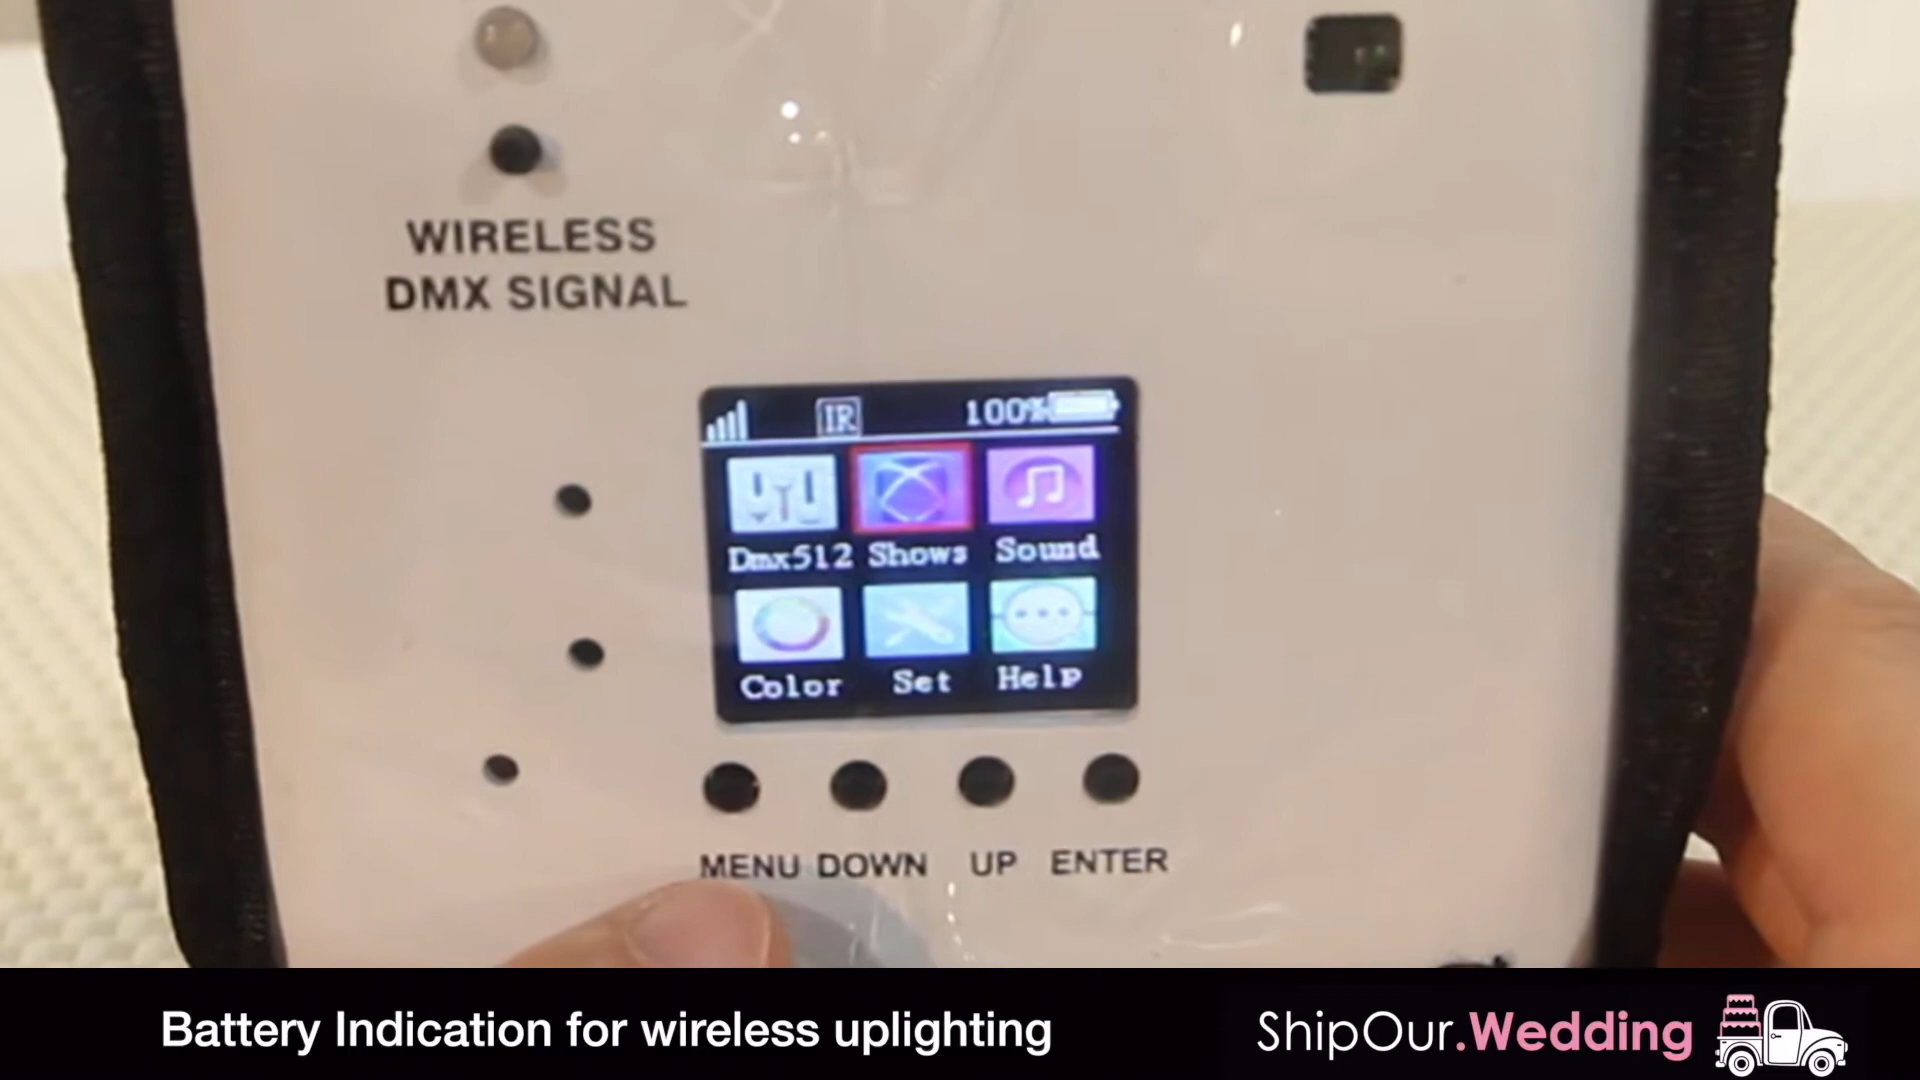 WIRELESS
DMX SIGNAL
IR 100%
Dmx512 Shows Sound
Color Set Help
MENU DOWN UP ENTER
Battery Indication for wireless uplighting
ShipOur.Wedding